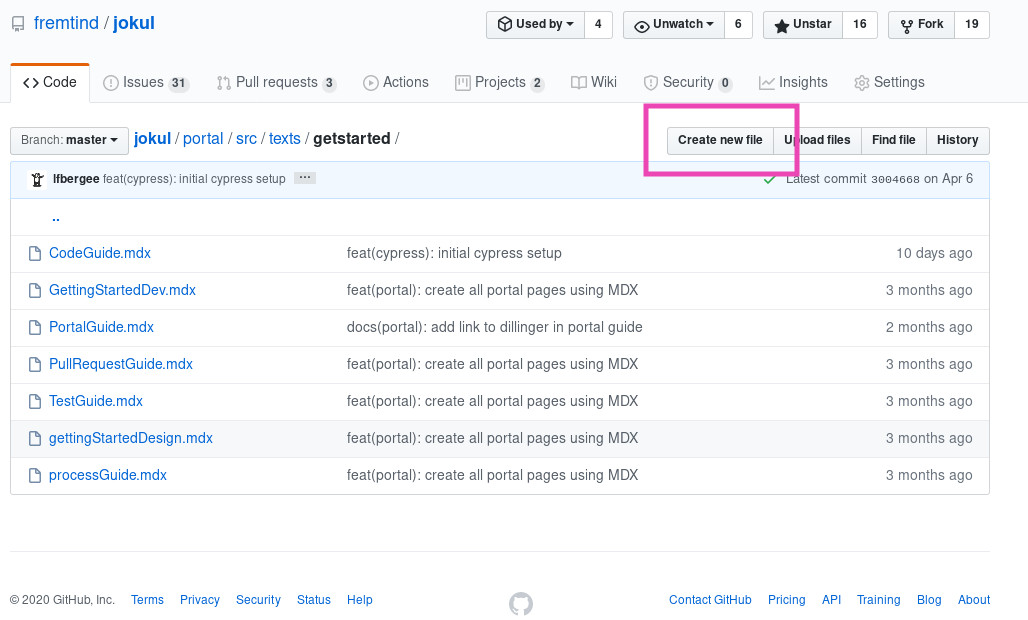 fremtind / jokul
Used by 4 Unwatch 6 Unstar 16 Fork 19
Code Issues 31 Pull requests 3 Actions Projects 2 Wiki Security 0 Insights Settings
Branch: master jokul / portal / src / texts / getstarted / Create new file Upload files Find file History
lfbergee feat(cypress): initial cypress setup ... Latest commit 3004668 on Apr 6
..
CodeGuide.mdx feat(cypress): initial cypress setup 10 days ago
GettingStartedDev.mdx feat(portal): create all portal pages using MDX 3 months ago
PortalGuide.mdx docs(portal): add link to dillinger in portal guide 2 months ago
PullRequestGuide.mdx feat(portal): create all portal pages using MDX 3 months ago
TestGuide.mdx feat(portal): create all portal pages using MDX 3 months ago
gettingStartedDesign.mdx feat(portal): create all portal pages using MDX 3 months ago
processGuide.mdx feat(portal): create all portal pages using MDX 3 months ago
© 2020 GitHub, Inc. Terms Privacy Security Status Help Contact GitHub Pricing API Training Blog About